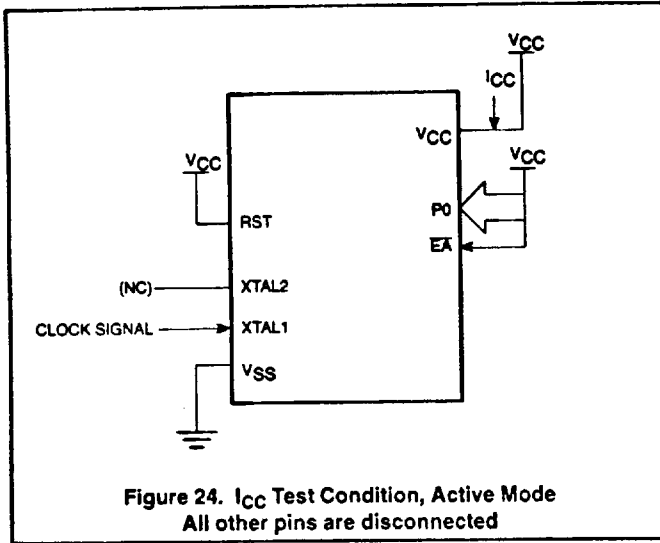 VCC
ICC
VCC
VCC
VCC
P0
RST
EA
(NC)
XTAL2
CLOCK SIGNAL
XTAL1
VSS
Figure 24. ICC Test Condition, Active Mode
All other pins are disconnected